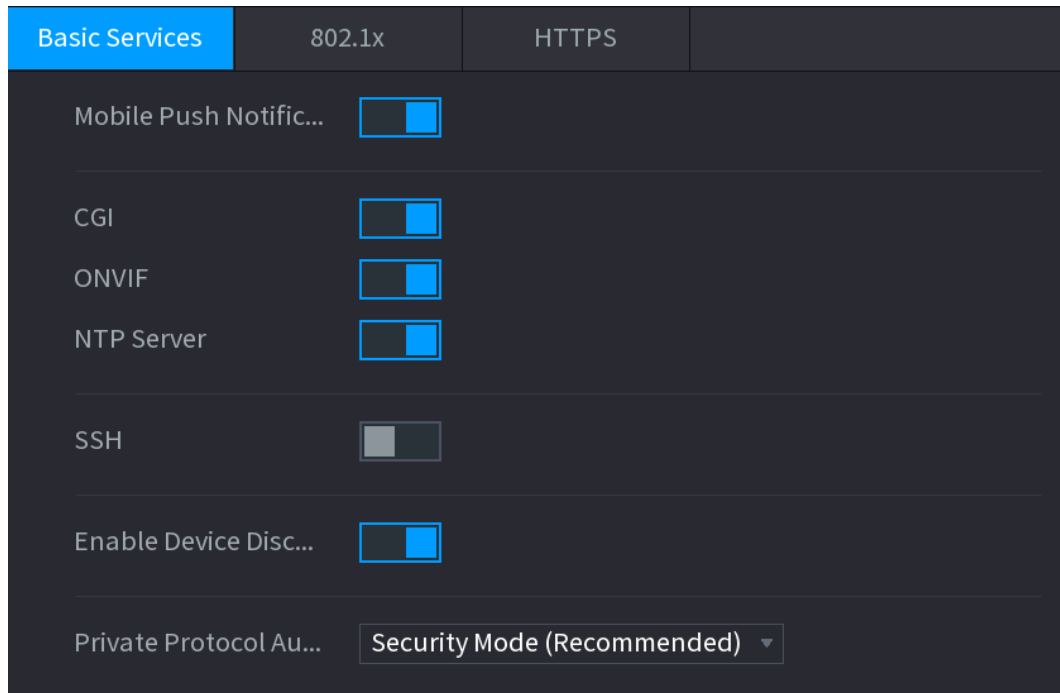 Basic Services 802.1x HTTPS
Mobile Push Notific...
CGI
ONVIF
NTP Server
SSH
Enable Device Disc...
Private Protocol Au... Security Mode (Recommended)